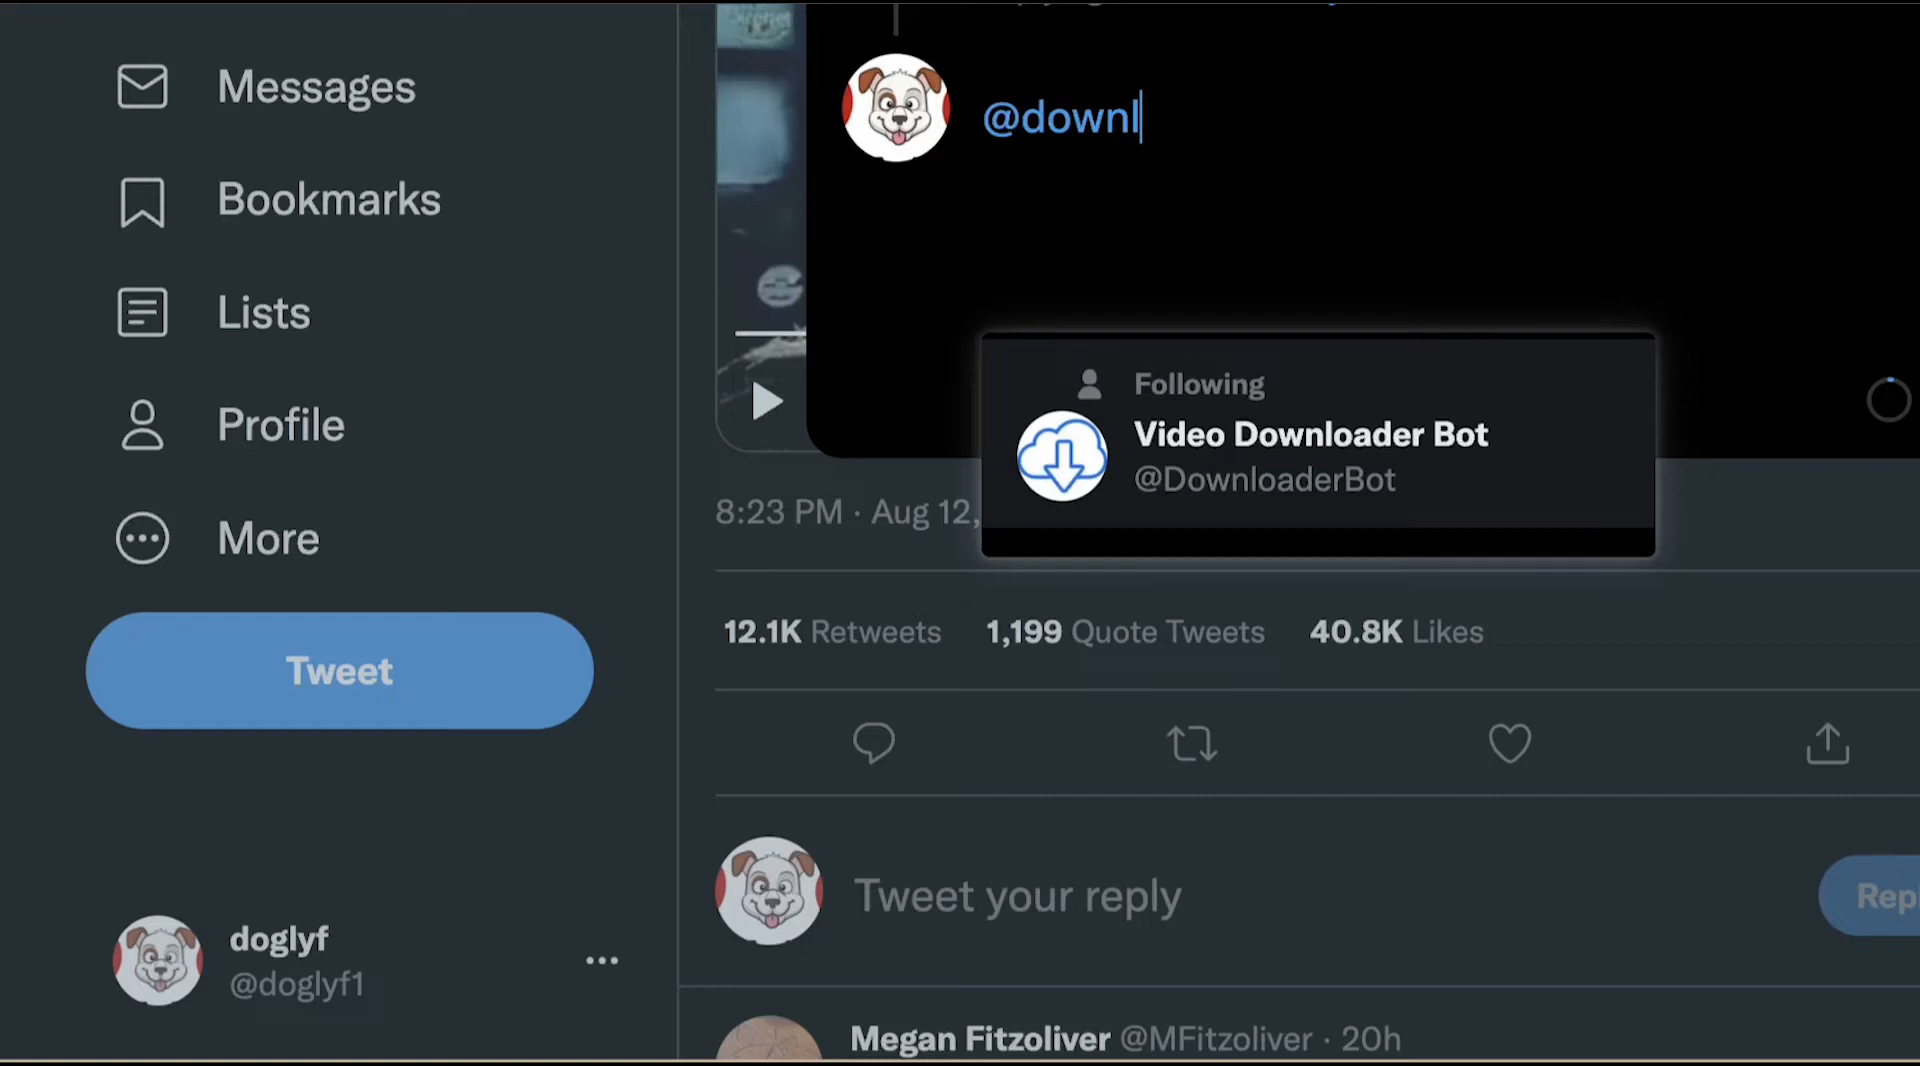 Messages
Bookmarks
Lists
Profile
More
Tweet
doglyf
@doglyf1
@downl
Following
Video Downloader Bot
@DownloaderBot
8:23 PM · Aug 12,
12.1K Retweets 1,199 Quote Tweets 40.8K Likes
Tweet your reply
Repl
Megan Fitzoliver @MFitzoliver · 20h